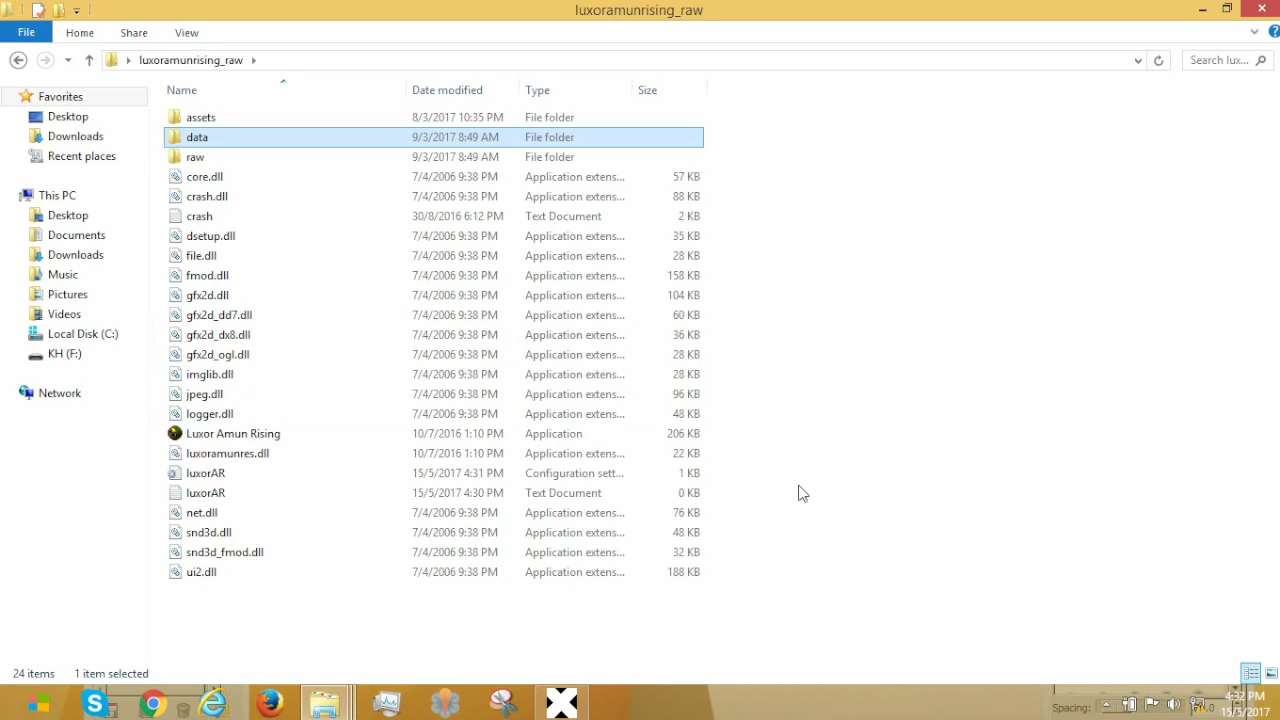 luxoramunrising_raw
File Home Share View
luxoramunrising_raw
Search lux...
Name Date modified Type Size
Favorites
Desktop
Downloads
Recent places
This PC
Desktop
Documents
Downloads
Music
Pictures
Videos
Local Disk (C:)
KH (F:)
Network
assets 8/3/2017 10:35 PM File folder
data 9/3/2017 8:49 AM File folder
raw 9/3/2017 8:49 AM File folder
core.dll 7/4/2006 9:38 PM Application extens... 57 KB
crash.dll 7/4/2006 9:38 PM Application extens... 88 KB
crash 30/8/2016 6:12 PM Text Document 2 KB
dsetup.dll 7/4/2006 9:38 PM Application extens... 35 KB
file.dll 7/4/2006 9:38 PM Application extens... 28 KB
fmod.dll 7/4/2006 9:38 PM Application extens... 158 KB
gfx2d.dll 7/4/2006 9:38 PM Application extens... 104 KB
gfx2d_dd7.dll 7/4/2006 9:38 PM Application extens... 60 KB
gfx2d_dx8.dll 7/4/2006 9:38 PM Application extens... 36 KB
gfx2d_ogl.dll 7/4/2006 9:38 PM Application extens... 28 KB
imglib.dll 7/4/2006 9:38 PM Application extens... 28 KB
jpeg.dll 7/4/2006 9:38 PM Application extens... 96 KB
logger.dll 7/4/2006 9:38 PM Application extens... 48 KB
Luxor Amun Rising 10/7/2016 1:10 PM Application 206 KB
luxoramunres.dll 10/7/2016 1:10 PM Application extens... 22 KB
luxorAR 15/5/2017 4:31 PM Configuration sett... 1 KB
luxorAR 15/5/2017 4:30 PM Text Document 0 KB
net.dll 7/4/2006 9:38 PM Application extens... 76 KB
snd3d.dll 7/4/2006 9:38 PM Application extens... 48 KB
snd3d_fmod.dll 7/4/2006 9:38 PM Application extens... 32 KB
ui2.dll 7/4/2006 9:38 PM Application extens... 188 KB
24 items 1 item selected
Spacing:
4:32 PM
15/5/2017